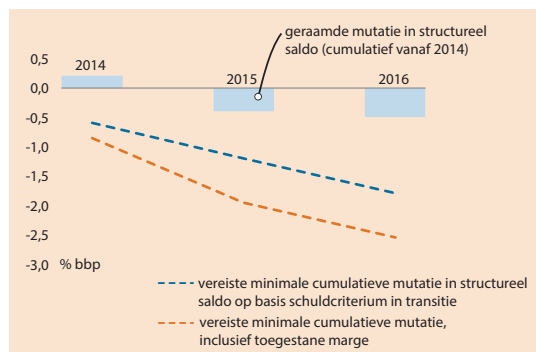 geraamde mutatie in structureel
saldo (cumulatief vanaf 2014)
0,5
2014
2015
2016
0,0
-0,5
-1,0
-1,5
-2,0
-2,5
-3,0 % bbp
vereiste minimale cumulatieve mutatie in structureel
saldo op basis schuldcriterium in transitie
vereiste minimale cumulatieve mutatie,
inclusief toegestane marge